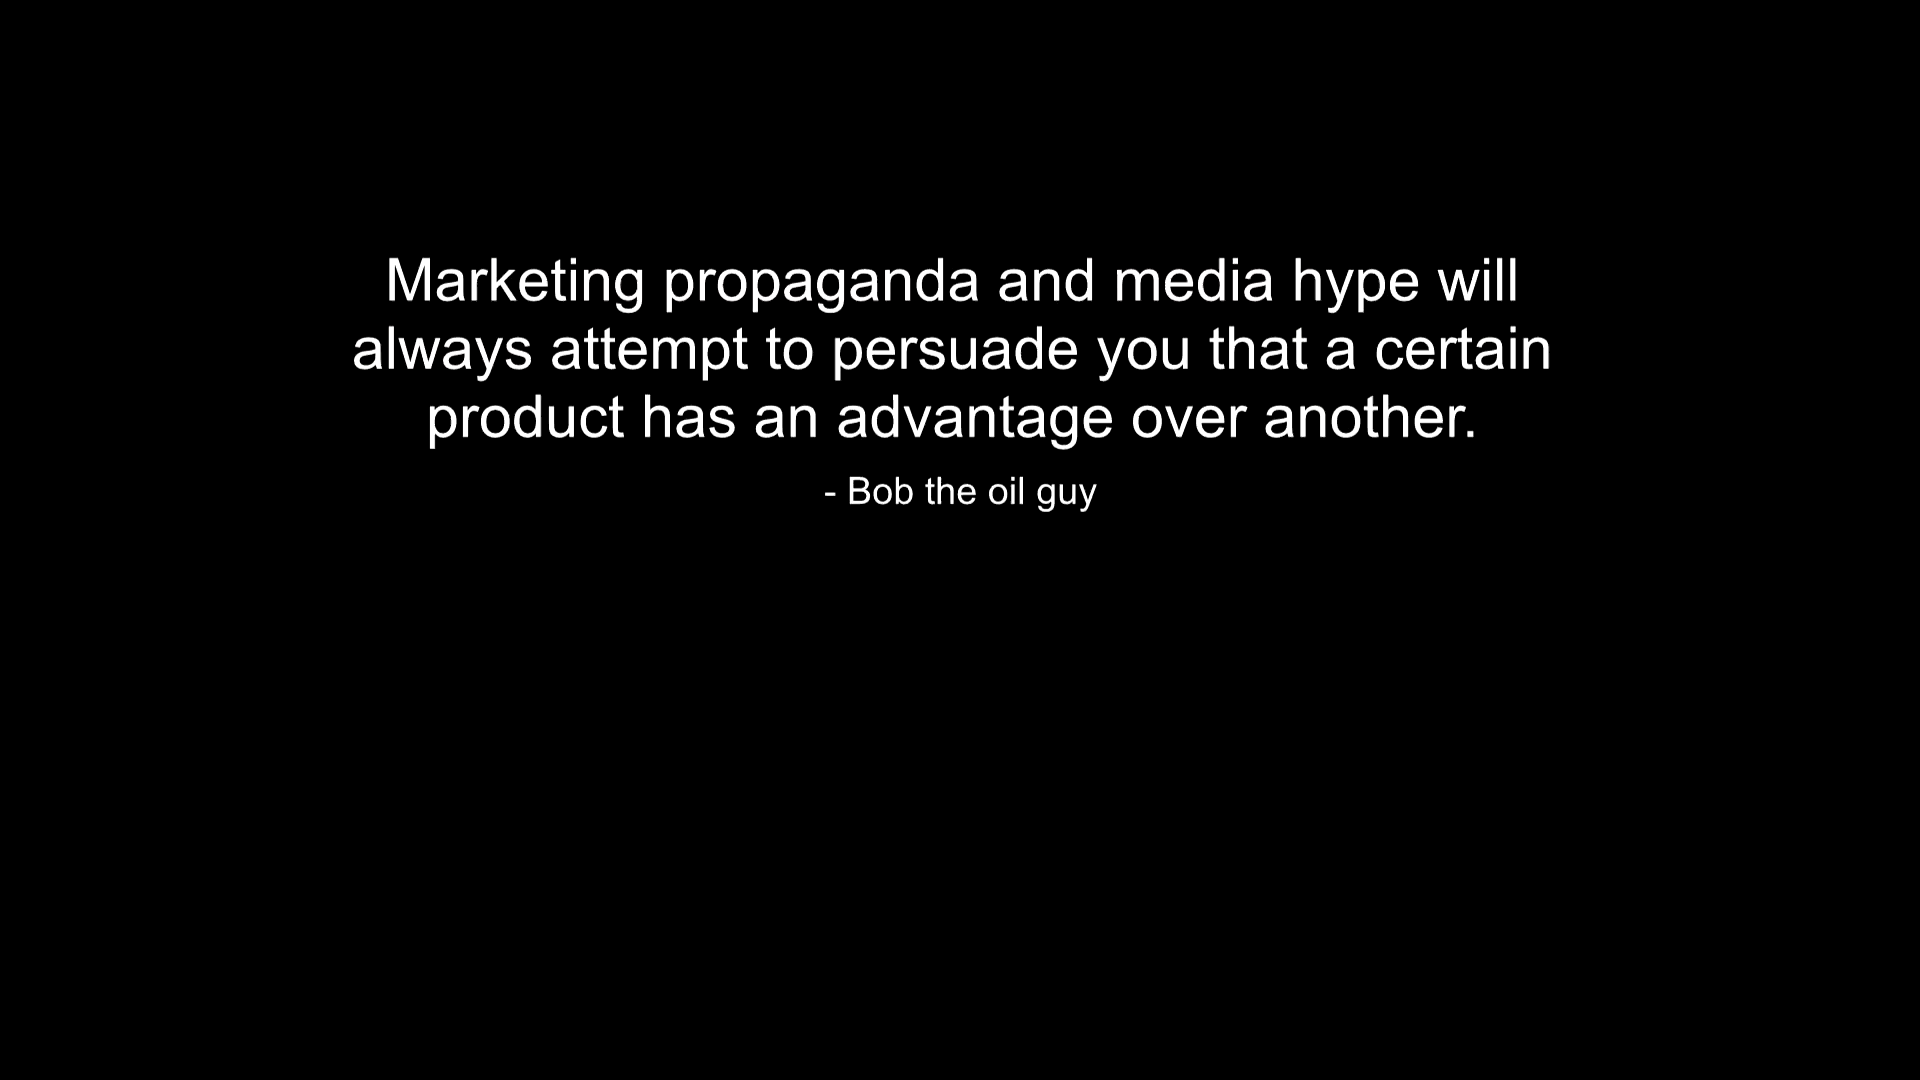 Marketing propaganda and media hype will
always attempt to persuade you that a certain
product has an advantage over another.
- Bob the oil guy